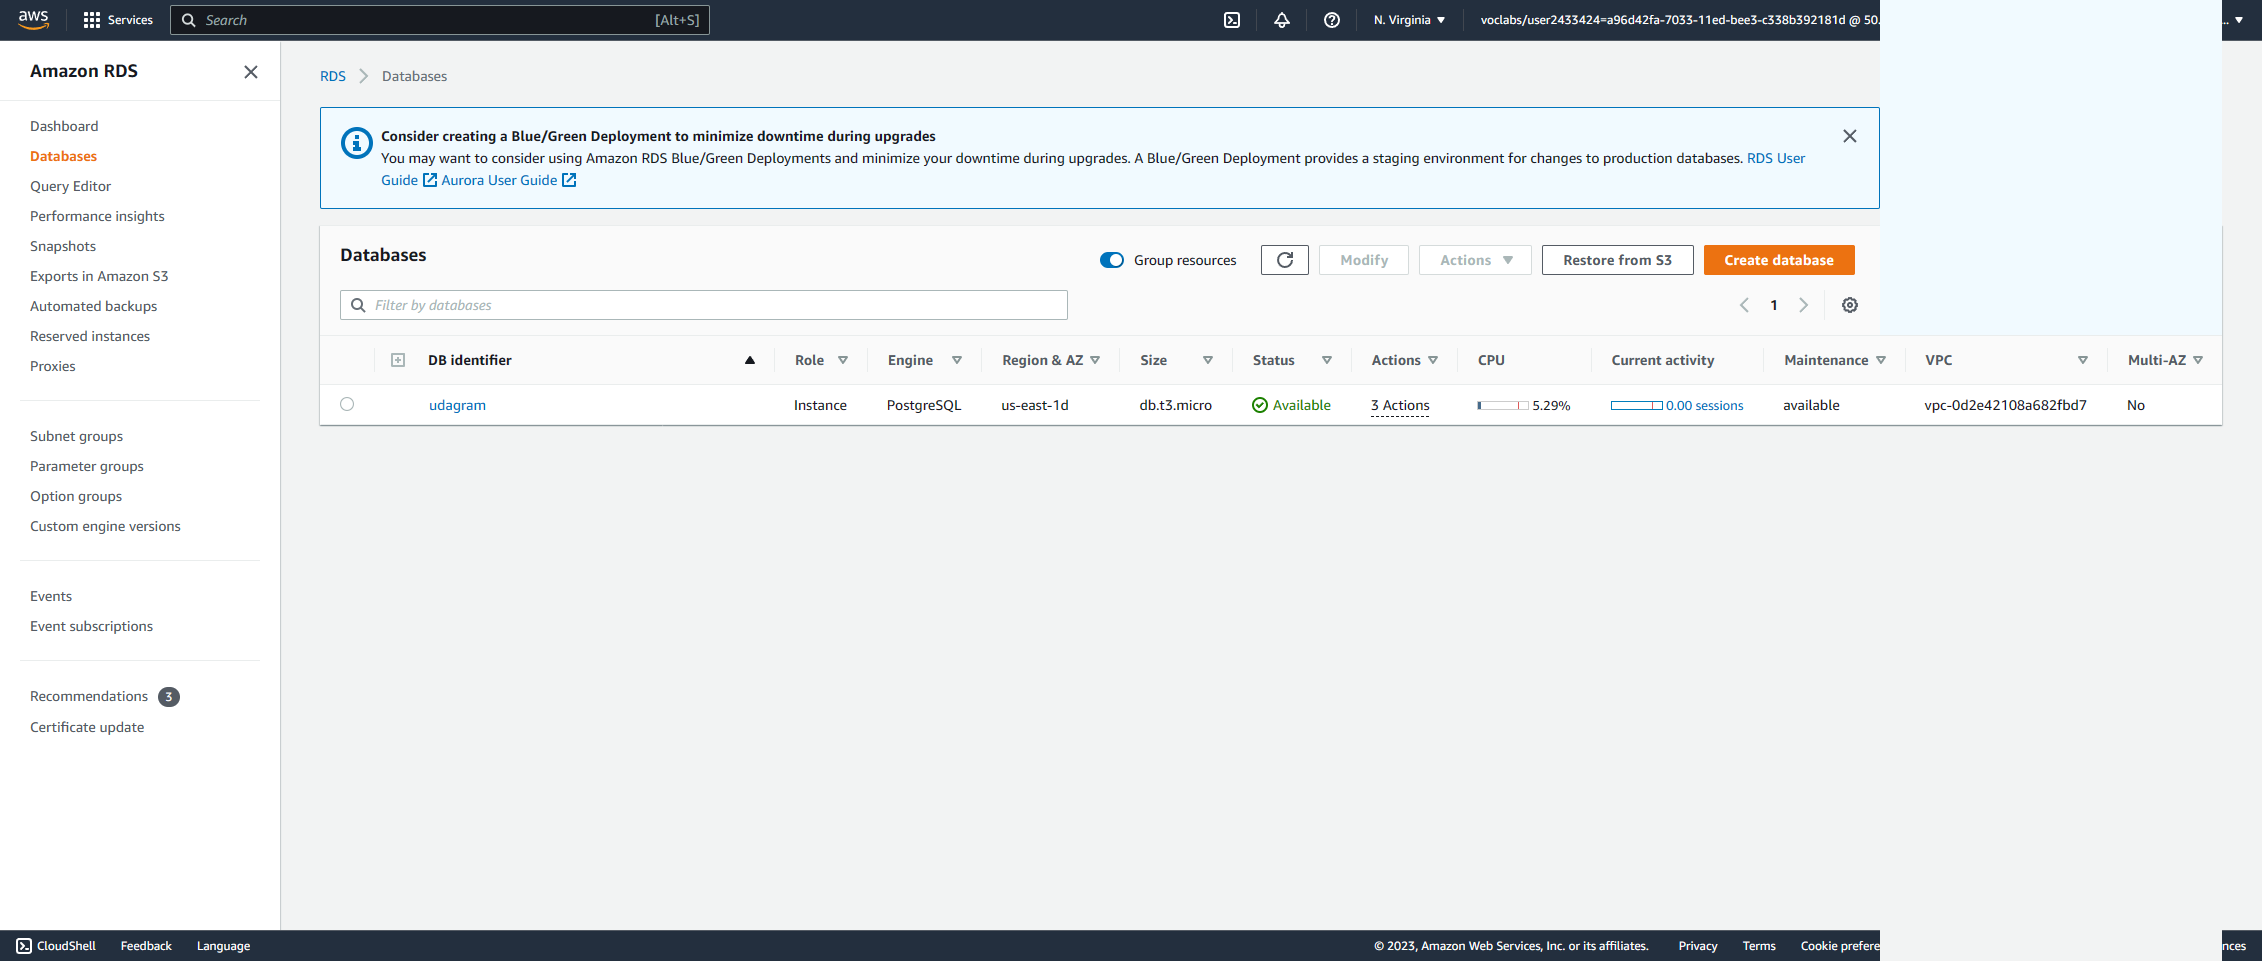 aws
Services
Search
[Alt+S]
N. Virginia
voclabs/user2433424=a96d42fa-7033-11ed-bee3-c338b392181d @ 50.
...
Amazon RDS
Dashboard
Databases
Query Editor
Performance insights
Snapshots
Exports in Amazon S3
Automated backups
Reserved instances
Proxies
Subnet groups
Parameter groups
Option groups
Custom engine versions
Events
Event subscriptions
Recommendations 3
Certificate update
RDS > Databases
Consider creating a Blue/Green Deployment to minimize downtime during upgrades
You may want to consider using Amazon RDS Blue/Green Deployments and minimize your downtime during upgrades. A Blue/Green Deployment provides a staging environment for changes to production databases. RDS User
Guide Aurora User Guide
Databases
Group resources
Modify
Actions
Restore from S3
Create database
Filter by databases
1
DB identifier Role Engine Region & AZ Size Status Actions CPU Current activity Maintenance VPC Multi-AZ
udagram Instance PostgreSQL us-east-1d db.t3.micro Available 3 Actions 5.29% 0.00 sessions available vpc-0d2e42108a682fbd7 No
CloudShell Feedback Language © 2023, Amazon Web Services, Inc. or its affiliates. Privacy Terms Cookie prefere nces